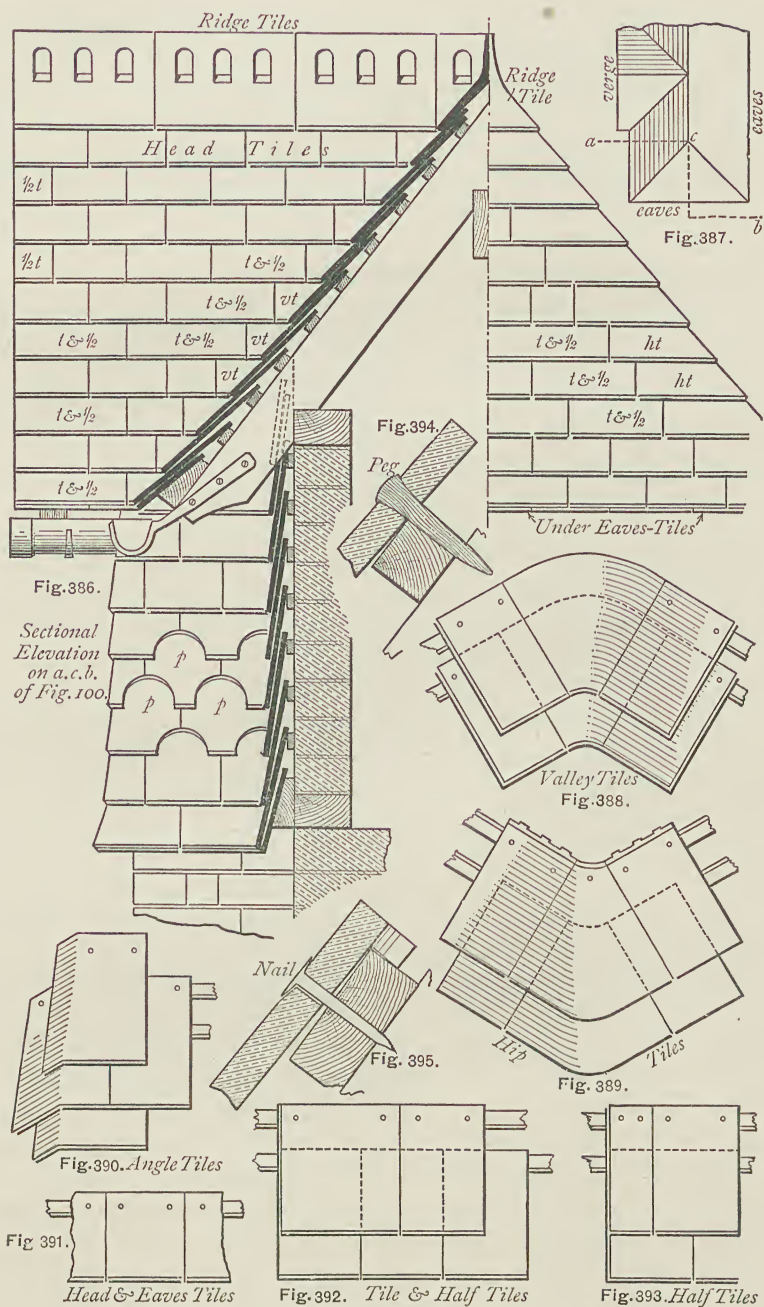 Ridge Tiles
Ridge
Tile
verge
eaves
a
c
eaves
b
Fig. 387.
Head Tiles
½t
½t
t&½
t&½
vt
t&½
t&½
vt
t&½
ht
vt
t&½
ht
t&½
t&½
t&½
Fig. 394.
Peg
Under Eaves-Tiles
Fig. 386.
Sectional
Elevation
on a.c.b.
of Fig. 100.
p
p
p
Valley Tiles
Fig. 388.
Nail
Fig. 395.
Hip Tiles
Fig. 389.
Fig. 390. Angle Tiles
Fig 391.
Head & Eaves Tiles
Fig. 392. Tile & Half Tiles
Fig. 393. Half Tiles